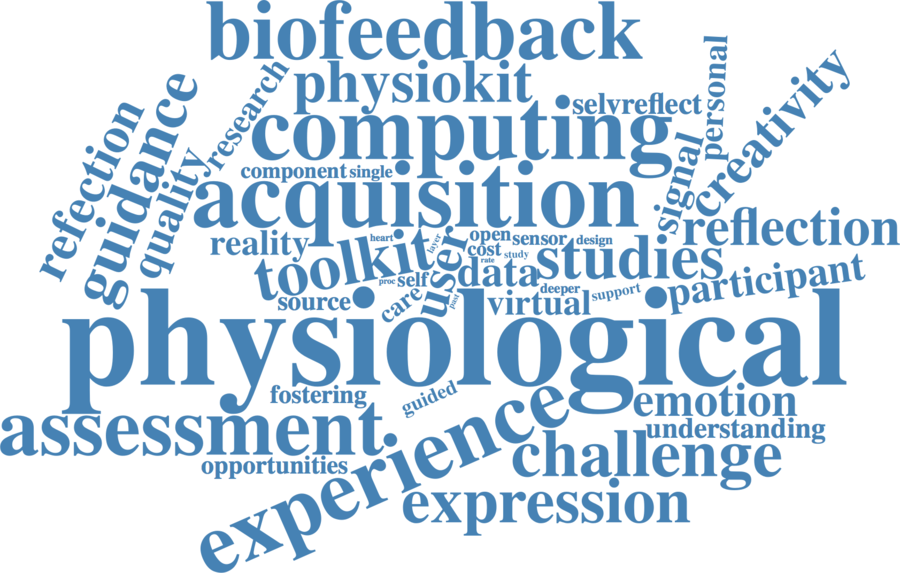 biofeedback
physiokit
selvreflect
personal
creativity
research
computing
refection
guidance
quality
component
single
signal
acquisition
reflection
reality
toolkit
heart
layer
user
open
sensor
design
cost
study
rate
studies
proc
self
data
participant
source
care
past
virtual
deeper
support
physiological
fostering
guided
experience
emotion
assessment
understanding
opportunities
challenge
expression